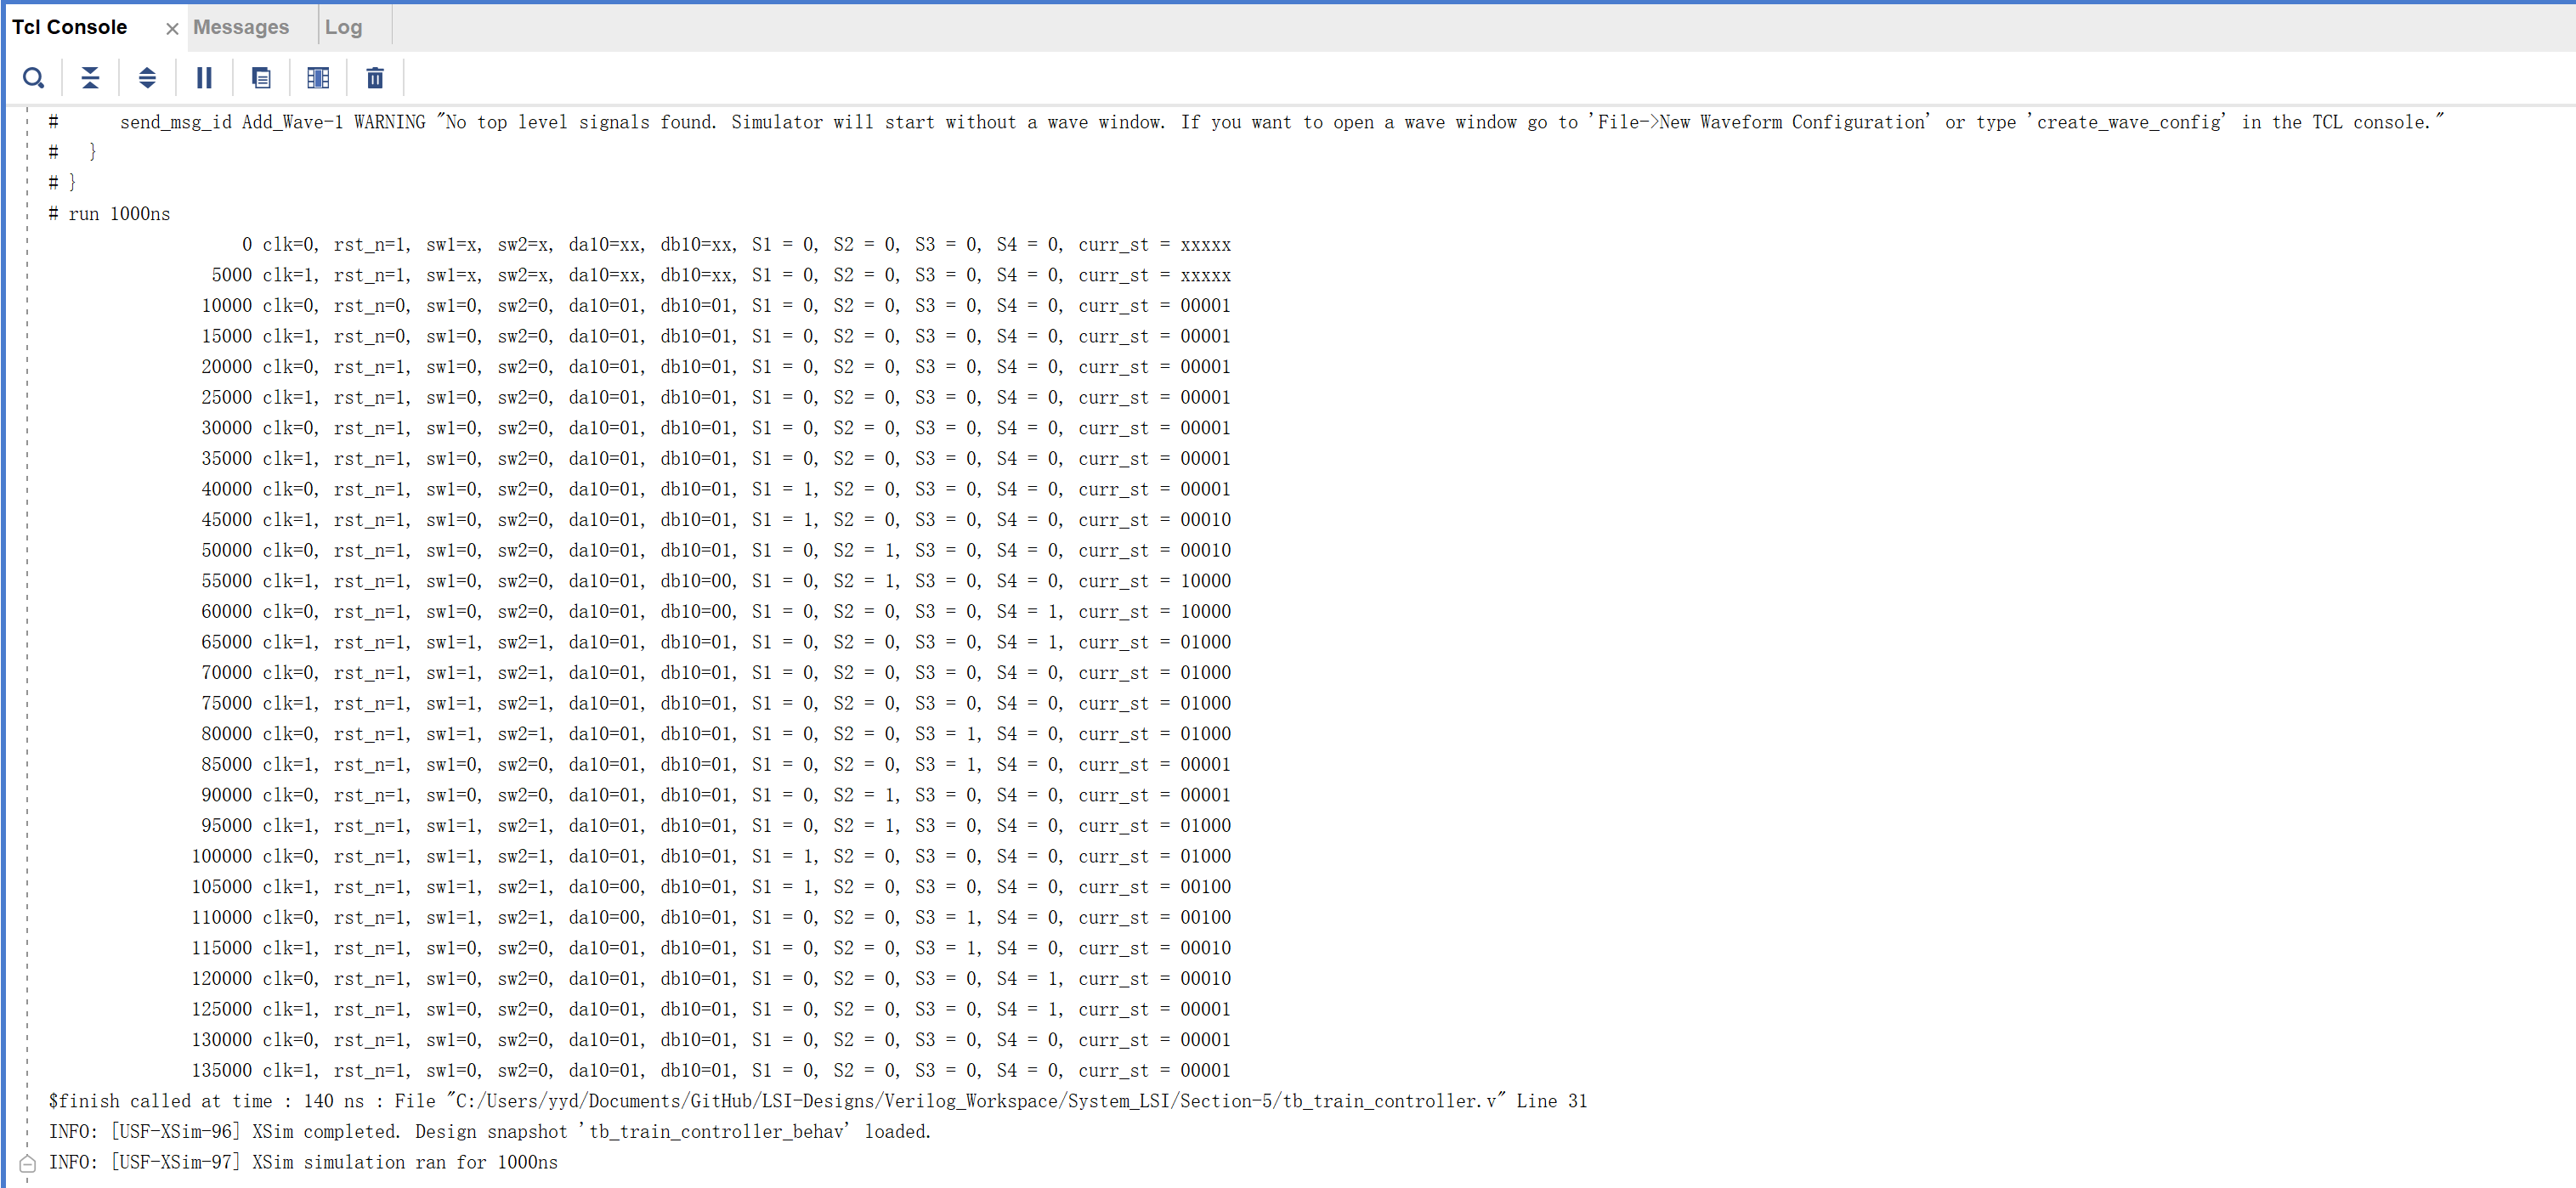 Tcl Console
Messages
Log
#      send_msg_id Add_Wave-1 WARNING "No top level signals found. Simulator will start without a wave window. If you want to open a wave window go to 'File->New Waveform Configuration' or type 'create_wave_config' in the TCL console."
#   }
# }
# run 1000ns
0 clk=0, rst_n=1, sw1=x, sw2=x, da10=xx, db10=xx, S1 = 0, S2 = 0, S3 = 0, S4 = 0, curr_st = xxxxx
5000 clk=1, rst_n=1, sw1=x, sw2=x, da10=xx, db10=xx, S1 = 0, S2 = 0, S3 = 0, S4 = 0, curr_st = xxxxx
10000 clk=0, rst_n=0, sw1=0, sw2=0, da10=01, db10=01, S1 = 0, S2 = 0, S3 = 0, S4 = 0, curr_st = 00001
15000 clk=1, rst_n=0, sw1=0, sw2=0, da10=01, db10=01, S1 = 0, S2 = 0, S3 = 0, S4 = 0, curr_st = 00001
20000 clk=0, rst_n=1, sw1=0, sw2=0, da10=01, db10=01, S1 = 0, S2 = 0, S3 = 0, S4 = 0, curr_st = 00001
25000 clk=1, rst_n=1, sw1=0, sw2=0, da10=01, db10=01, S1 = 0, S2 = 0, S3 = 0, S4 = 0, curr_st = 00001
30000 clk=0, rst_n=1, sw1=0, sw2=0, da10=01, db10=01, S1 = 0, S2 = 0, S3 = 0, S4 = 0, curr_st = 00001
35000 clk=1, rst_n=1, sw1=0, sw2=0, da10=01, db10=01, S1 = 0, S2 = 0, S3 = 0, S4 = 0, curr_st = 00001
40000 clk=0, rst_n=1, sw1=0, sw2=0, da10=01, db10=01, S1 = 1, S2 = 0, S3 = 0, S4 = 0, curr_st = 00001
45000 clk=1, rst_n=1, sw1=0, sw2=0, da10=01, db10=01, S1 = 1, S2 = 0, S3 = 0, S4 = 0, curr_st = 00010
50000 clk=0, rst_n=1, sw1=0, sw2=0, da10=01, db10=01, S1 = 0, S2 = 1, S3 = 0, S4 = 0, curr_st = 00010
55000 clk=1, rst_n=1, sw1=0, sw2=0, da10=01, db10=00, S1 = 0, S2 = 1, S3 = 0, S4 = 0, curr_st = 10000
60000 clk=0, rst_n=1, sw1=0, sw2=0, da10=01, db10=00, S1 = 0, S2 = 0, S3 = 0, S4 = 1, curr_st = 10000
65000 clk=1, rst_n=1, sw1=1, sw2=1, da10=01, db10=01, S1 = 0, S2 = 0, S3 = 0, S4 = 1, curr_st = 01000
70000 clk=0, rst_n=1, sw1=1, sw2=1, da10=01, db10=01, S1 = 0, S2 = 0, S3 = 0, S4 = 0, curr_st = 01000
75000 clk=1, rst_n=1, sw1=1, sw2=1, da10=01, db10=01, S1 = 0, S2 = 0, S3 = 0, S4 = 0, curr_st = 01000
80000 clk=0, rst_n=1, sw1=1, sw2=1, da10=01, db10=01, S1 = 0, S2 = 0, S3 = 1, S4 = 0, curr_st = 01000
85000 clk=1, rst_n=1, sw1=0, sw2=0, da10=01, db10=01, S1 = 0, S2 = 0, S3 = 1, S4 = 0, curr_st = 00001
90000 clk=0, rst_n=1, sw1=0, sw2=0, da10=01, db10=01, S1 = 0, S2 = 1, S3 = 0, S4 = 0, curr_st = 00001
95000 clk=1, rst_n=1, sw1=1, sw2=1, da10=01, db10=01, S1 = 0, S2 = 1, S3 = 0, S4 = 0, curr_st = 01000
100000 clk=0, rst_n=1, sw1=1, sw2=1, da10=01, db10=01, S1 = 1, S2 = 0, S3 = 0, S4 = 0, curr_st = 01000
105000 clk=1, rst_n=1, sw1=1, sw2=1, da10=00, db10=01, S1 = 1, S2 = 0, S3 = 0, S4 = 0, curr_st = 00100
110000 clk=0, rst_n=1, sw1=1, sw2=1, da10=00, db10=01, S1 = 0, S2 = 0, S3 = 1, S4 = 0, curr_st = 00100
115000 clk=1, rst_n=1, sw1=0, sw2=0, da10=01, db10=01, S1 = 0, S2 = 0, S3 = 1, S4 = 0, curr_st = 00010
120000 clk=0, rst_n=1, sw1=0, sw2=0, da10=01, db10=01, S1 = 0, S2 = 0, S3 = 0, S4 = 1, curr_st = 00010
125000 clk=1, rst_n=1, sw1=0, sw2=0, da10=01, db10=01, S1 = 0, S2 = 0, S3 = 0, S4 = 1, curr_st = 00001
130000 clk=0, rst_n=1, sw1=0, sw2=0, da10=01, db10=01, S1 = 0, S2 = 0, S3 = 0, S4 = 0, curr_st = 00001
135000 clk=1, rst_n=1, sw1=0, sw2=0, da10=01, db10=01, S1 = 0, S2 = 0, S3 = 0, S4 = 0, curr_st = 00001
$finish called at time : 140 ns : File "C:/Users/yyd/Documents/GitHub/LSI-Designs/Verilog_Workspace/System_LSI/Section-5/tb_train_controller.v" Line 31
INFO: [USF-XSim-96] XSim completed. Design snapshot 'tb_train_controller_behav' loaded.
INFO: [USF-XSim-97] XSim simulation ran for 1000ns